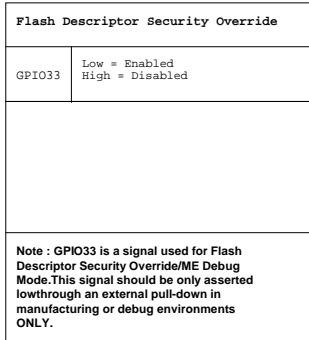 Flash Descriptor Security Override
GPIO33
Low = Enabled
High = Disabled
Note : GPIO33 is a signal used for Flash
Descriptor Security Override/ME Debug
Mode.This signal should be only asserted
lowthrough an external pull-down in
manufacturing or debug environments
ONLY.